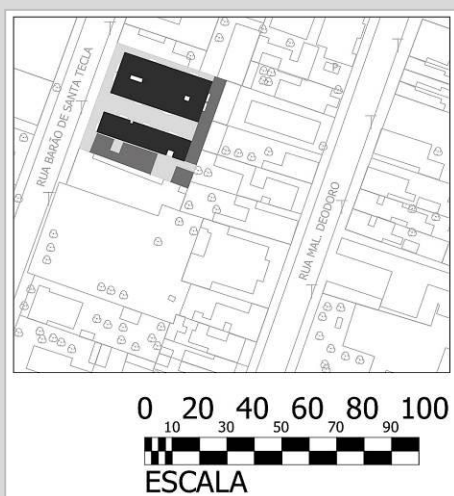 RUA BARÃO DE SANTA TECLA
RUA MAL. DEODORO
0 20 40 60 80 100
10 30 50 70 90
ESCALA